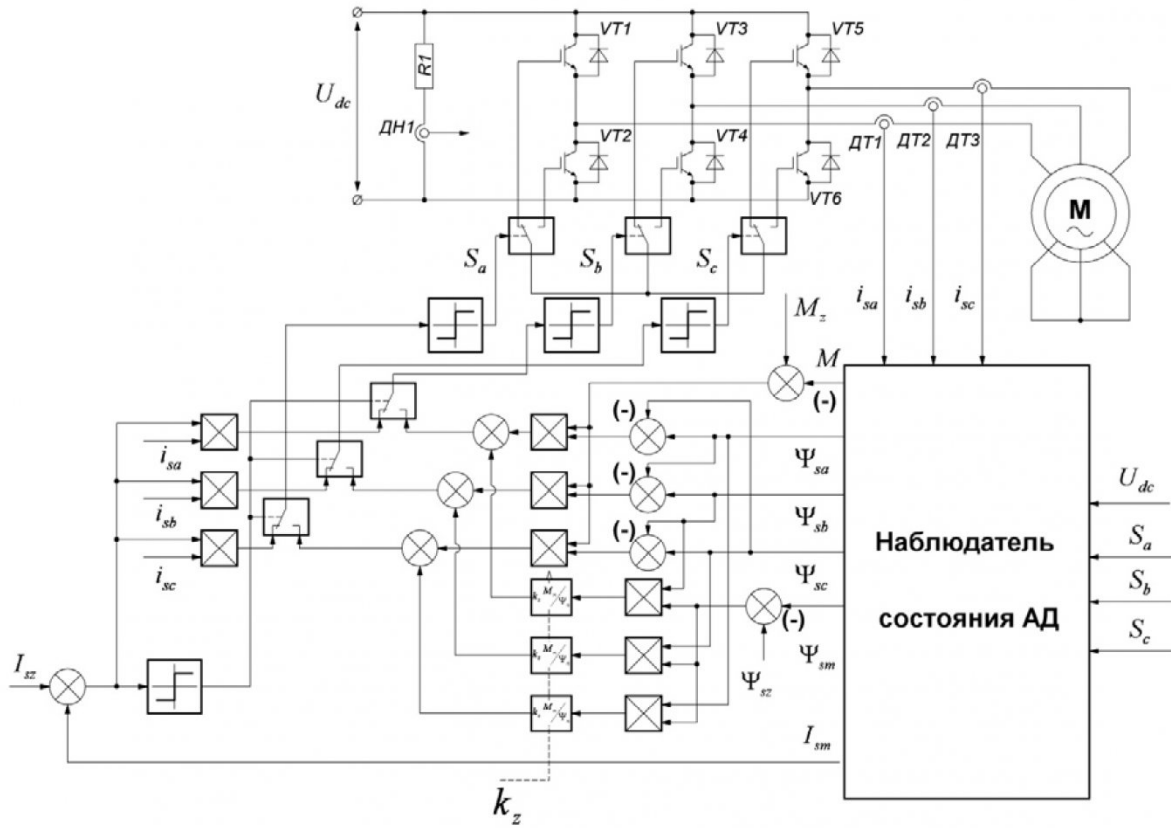 VT1
VT3
VT5
R1
U_dc
ДН1
VT2
VT4
VT6
ДТ1
ДТ2
ДТ3
M
~
S_a
S_b
S_c
i_sa
i_sb
i_sc
M_z
M
(-)
(-)
(-)
(-)
Ψ_sa
Ψ_sb
Ψ_sc
(-)
Ψ_sm
Ψ_sz
I_sm
Наблюдатель
состояния АД
U_dc
S_a
S_b
S_c
i_sa
i_sb
i_sc
I_sz
k_z